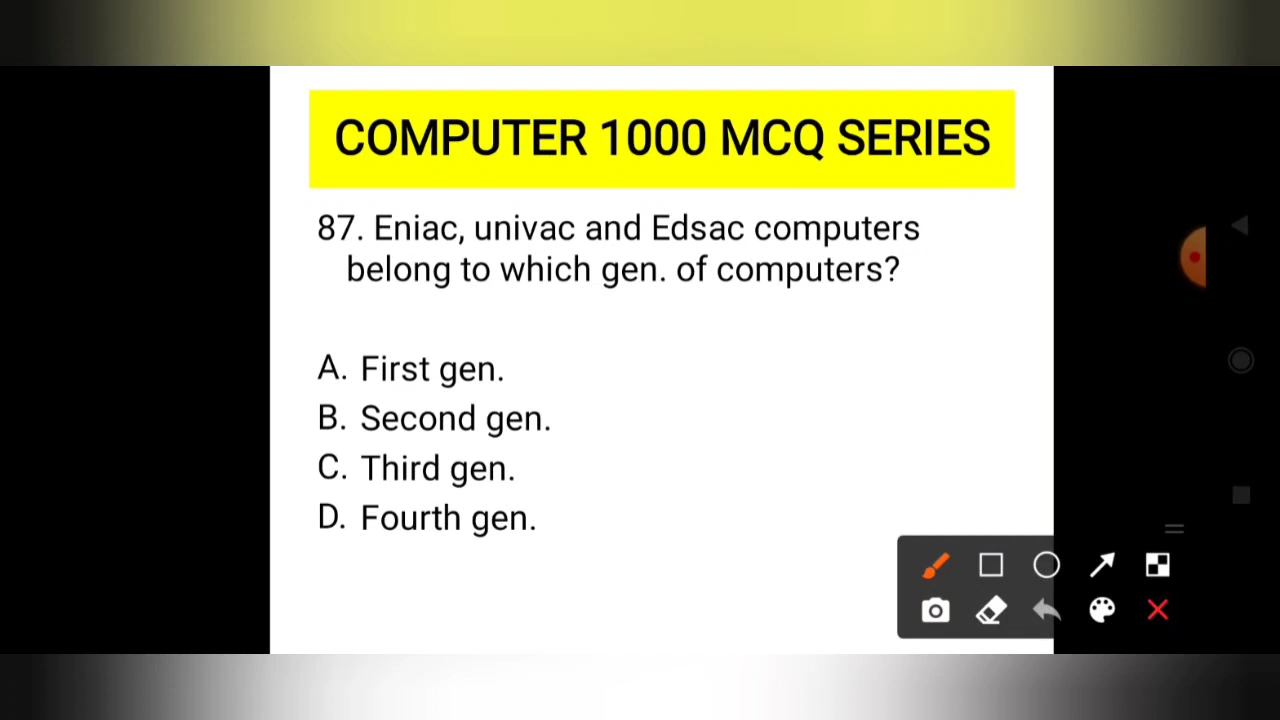 COMPUTER 1000 MCQ SERIES
87. Eniac, univac and Edsac computers
belong to which gen. of computers?
A. First gen.
B. Second gen.
C. Third gen.
D. Fourth gen.